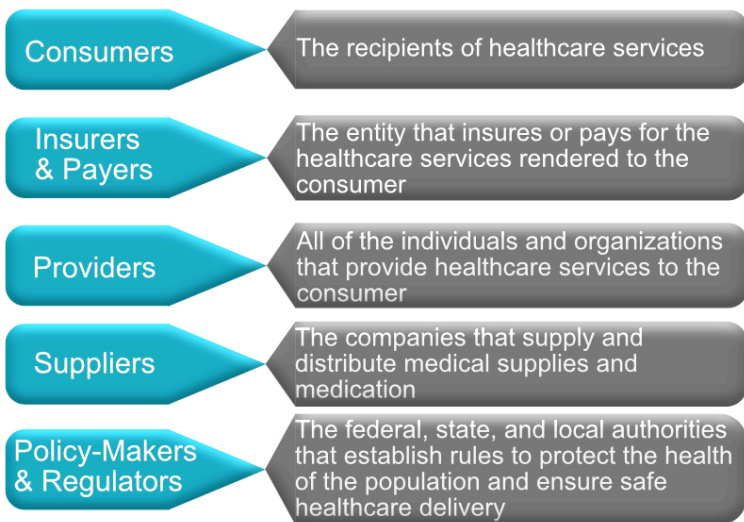 Consumers
The recipients of healthcare services
Insurers
& Payers
The entity that insures or pays for the
healthcare services rendered to the
consumer
Providers
All of the individuals and organizations
that provide healthcare services to the
consumer
Suppliers
The companies that supply and
distribute medical supplies and
medication
Policy-Makers
& Regulators
The federal, state, and local authorities
that establish rules to protect the health
of the population and ensure safe
healthcare delivery